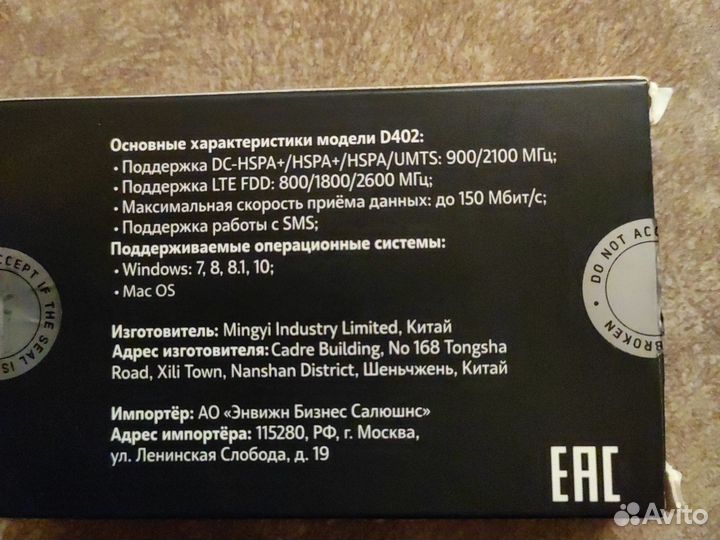 Основные характеристики модели D402:
• Поддержка DC-HSPA+/HSPA+/HSPA/UMTS: 900/2100 МГц;
• Поддержка LTE FDD: 800/1800/2600 МГц;
• Максимальная скорость приёма данных: до 150 Мбит/с;
• Поддержка работы с SMS;
Поддерживаемые операционные системы:
• Windows: 7, 8, 8.1, 10;
• Mac OS
Изготовитель: Mingyi Industry Limited, Китай
Адрес изготовителя: Cadre Building, No 168 Tongsha
Road, Xili Town, Nanshan District, Шеньчжень, Китай
Импортёр: АО «Энвижн Бизнес Салюшнс»
Адрес импортёра: 115280, РФ, г. Москва,
ул. Ленинская Слобода, д. 19
EAC
CCEPT IF THE SEAL IS
DO NOT ACC
BROKEN •
Avito